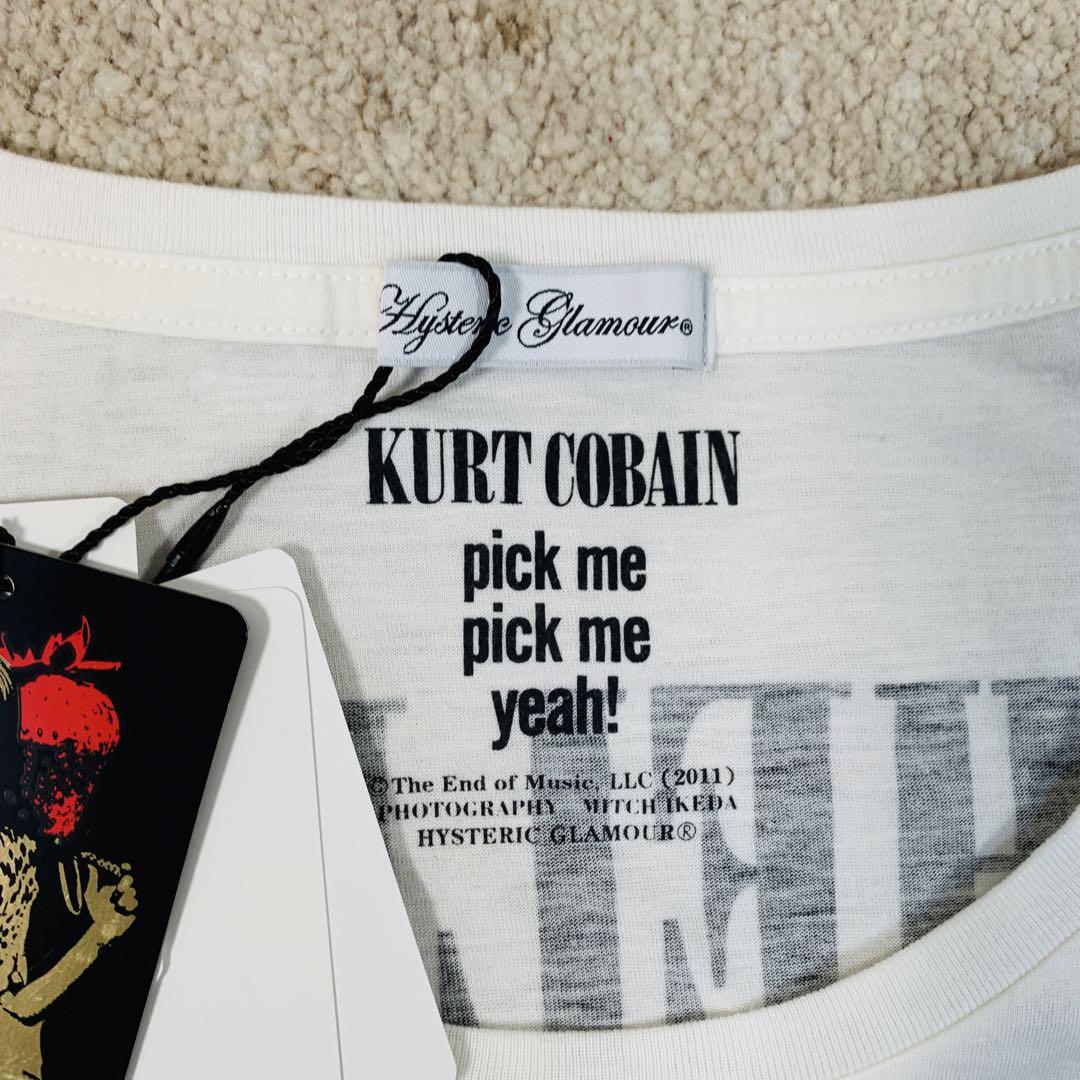 Hysteric Glamour®
KURT COBAIN
pick me
pick me
yeah!
©The End of Music, LLC (2011)
PHOTOGRAPHY MITCH IKEDA
HYSTERIC GLAMOUR®